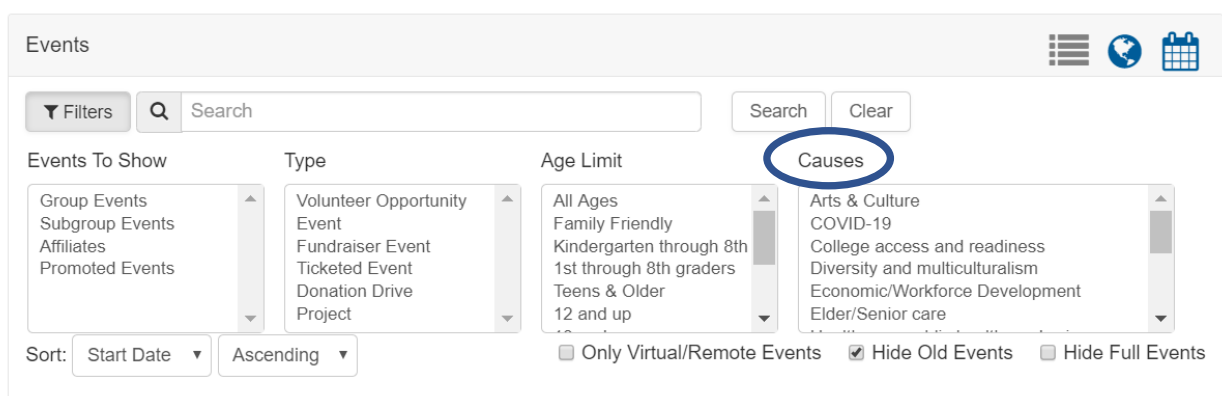 Events
Filters
Search
Search
Clear
Events To Show
Type
Age Limit
Causes
Group Events
Subgroup Events
Affiliates
Promoted Events
Volunteer Opportunity
Event
Fundraiser Event
Ticketed Event
Donation Drive
Project
All Ages
Family Friendly
Kindergarten through 8th
1st through 8th graders
Teens & Older
12 and up
Arts & Culture
COVID-19
College access and readiness
Diversity and multiculturalism
Economic/Workforce Development
Elder/Senior care
Sort: Start Date Ascending
Only Virtual/Remote Events
Hide Old Events
Hide Full Events